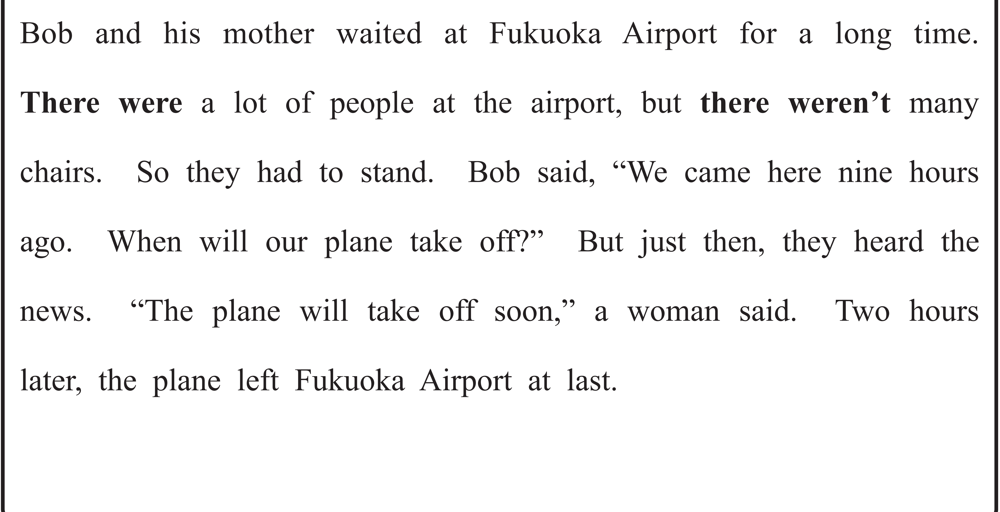 Bob and his mother waited at Fukuoka Airport for a long time.
There were a lot of people at the airport, but there weren’t many
chairs. So they had to stand. Bob said, “We came here nine hours
ago. When will our plane take off?” But just then, they heard the
news. “The plane will take off soon,” a woman said. Two hours
later, the plane left Fukuoka Airport at last.